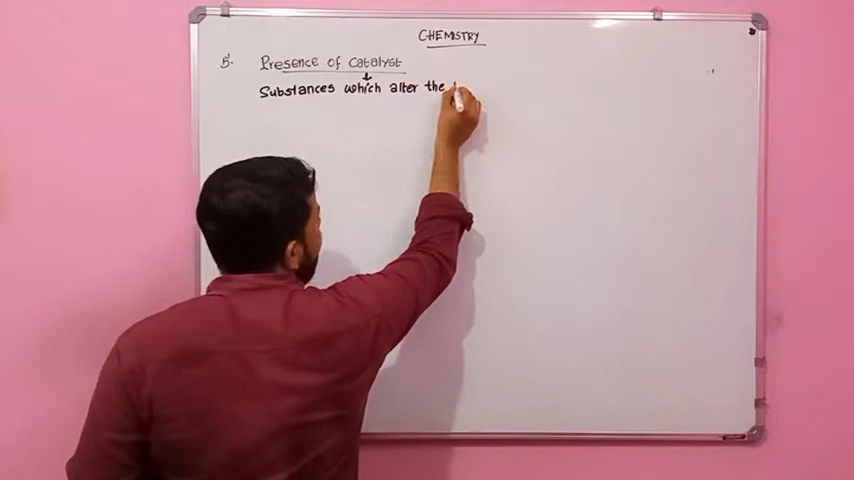 CHEMISTRY
5. Presence of catalyst
Substances which alter the